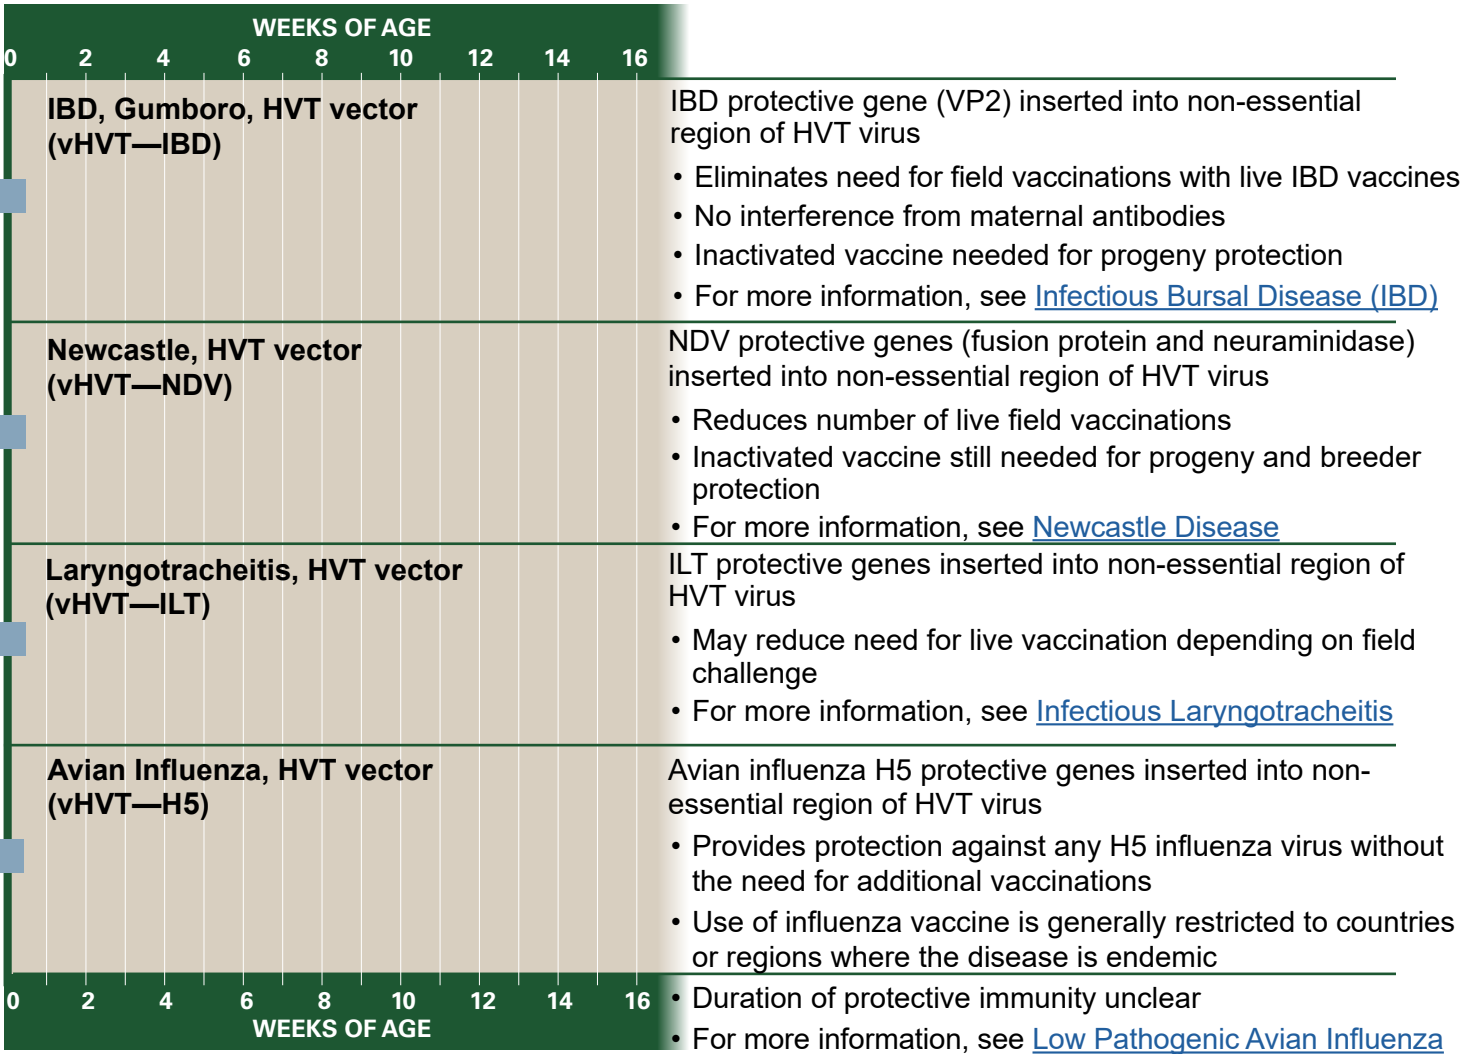 WEEKS OF AGE
0 2 4 6 8 10 12 14 16
IBD, Gumboro, HVT vector
(vHVT—IBD)
IBD protective gene (VP2) inserted into non-essential
region of HVT virus
• Eliminates need for field vaccinations with live IBD vaccines
• No interference from maternal antibodies
• Inactivated vaccine needed for progeny protection
• For more information, see Infectious Bursal Disease (IBD)
Newcastle, HVT vector
(vHVT—NDV)
NDV protective genes (fusion protein and neuraminidase)
inserted into non-essential region of HVT virus
• Reduces number of live field vaccinations
• Inactivated vaccine still needed for progeny and breeder
protection
• For more information, see Newcastle Disease
Laryngotracheitis, HVT vector
(vHVT—ILT)
ILT protective genes inserted into non-essential region of
HVT virus
• May reduce need for live vaccination depending on field
challenge
• For more information, see Infectious Laryngotracheitis
Avian Influenza, HVT vector
(vHVT—H5)
Avian influenza H5 protective genes inserted into non-
essential region of HVT virus
• Provides protection against any H5 influenza virus without
the need for additional vaccinations
• Use of influenza vaccine is generally restricted to countries
or regions where the disease is endemic
• Duration of protective immunity unclear
• For more information, see Low Pathogenic Avian Influenza
0 2 4 6 8 10 12 14 16
WEEKS OF AGE